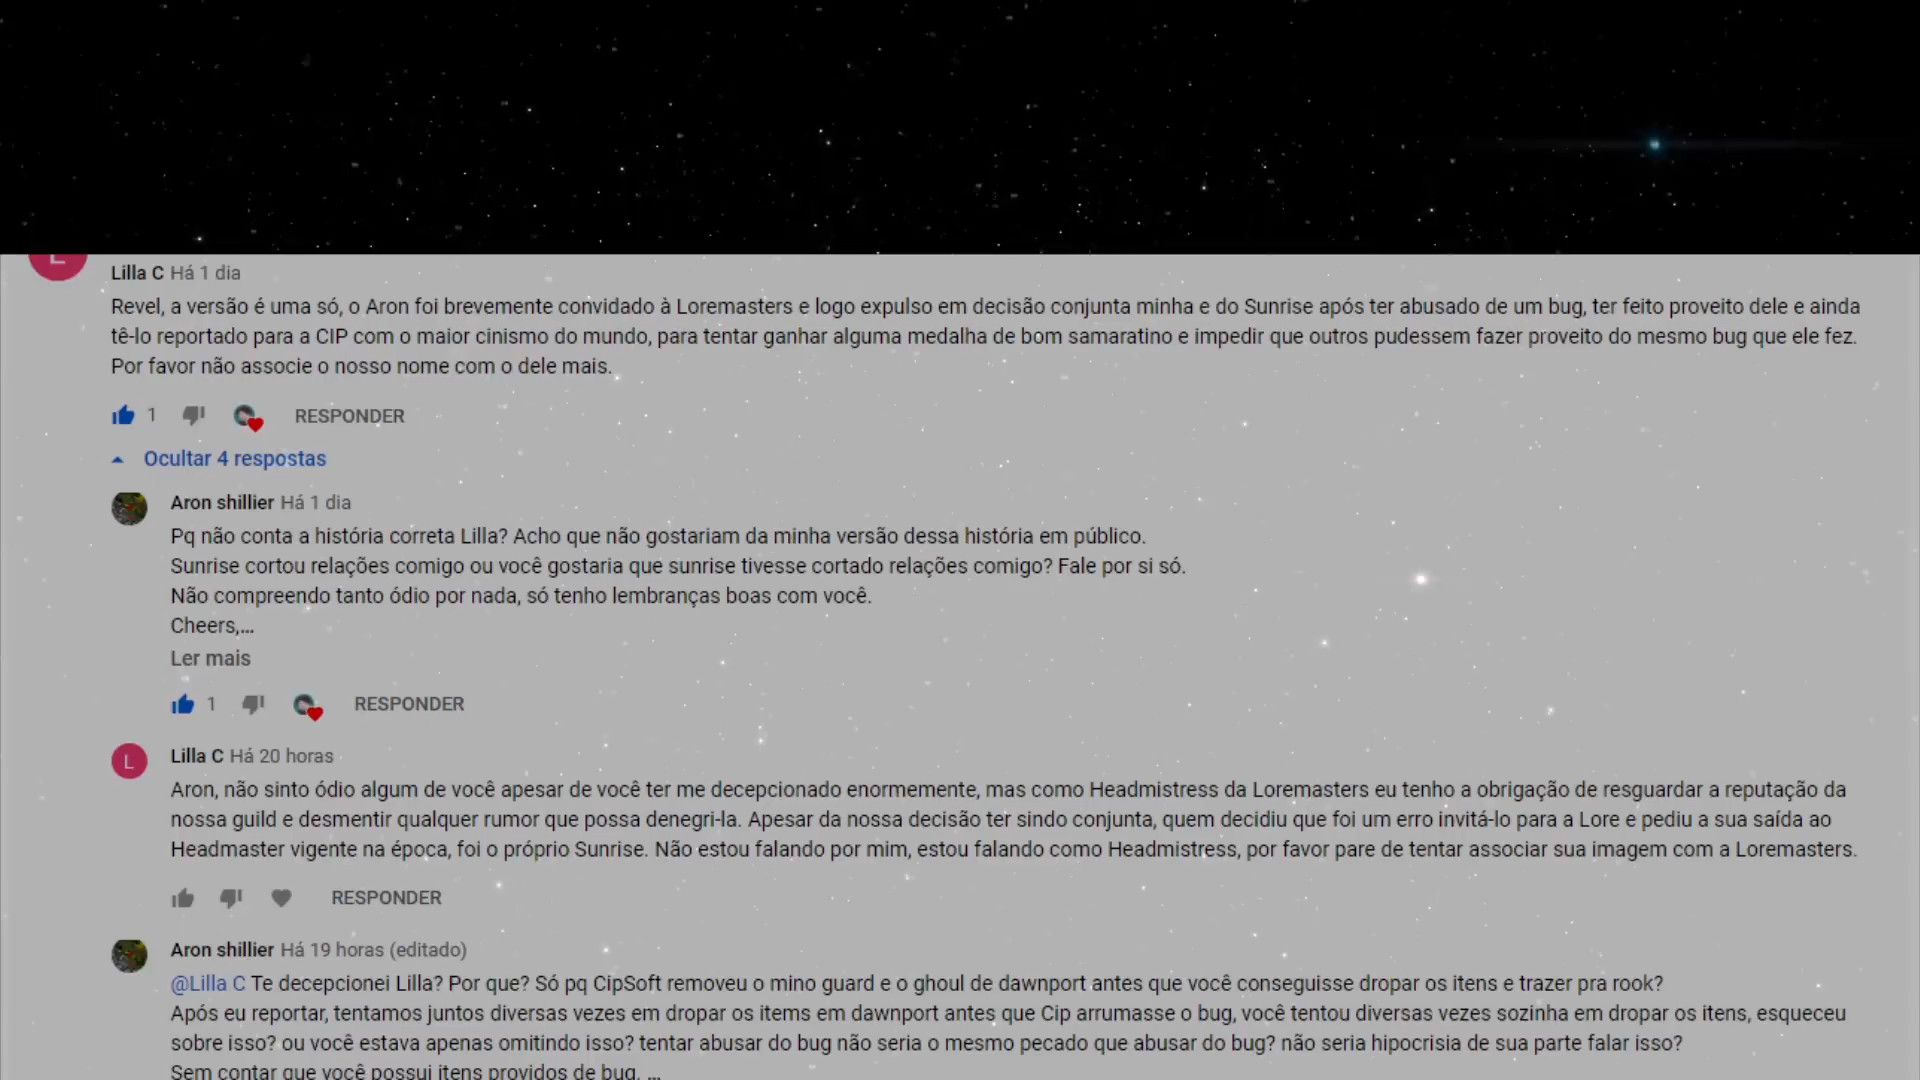 L
Lilla C Há 1 dia
Revel, a versão é uma só, o Aron foi brevemente convidado à Loremasters e logo expulso em decisão conjunta minha e do Sunrise após ter abusado de um bug, ter feito proveito dele e ainda
tê-lo reportado para a CIP com o maior cinismo do mundo, para tentar ganhar alguma medalha de bom samaratino e impedir que outros pudessem fazer proveito do mesmo bug que ele fez.
Por favor não associe o nosso nome com o dele mais.
1 RESPONDER
Ocultar 4 respostas
Aron shillier Há 1 dia
Pq não conta a história correta Lilla? Acho que não gostariam da minha versão dessa história em público.
Sunrise cortou relações comigo ou você gostaria que sunrise tivesse cortado relações comigo? Fale por si só.
Não compreendo tanto ódio por nada, só tenho lembranças boas com você.
Cheers,...
Ler mais
1 RESPONDER
L
Lilla C Há 20 horas
Aron, não sinto ódio algum de você apesar de você ter me decepcionado enormemente, mas como Headmistress da Loremasters eu tenho a obrigação de resguardar a reputação da
nossa guild e desmentir qualquer rumor que possa denegri-la. Apesar da nossa decisão ter sindo conjunta, quem decidiu que foi um erro invitá-lo para a Lore e pediu a sua saída ao
Headmaster vigente na época, foi o próprio Sunrise. Não estou falando por mim, estou falando como Headmistress, por favor pare de tentar associar sua imagem com a Loremasters.
RESPONDER
Aron shillier Há 19 horas (editado)
@Lilla C Te decepcionei Lilla? Por que? Só pq CipSoft removeu o mino guard e o ghoul de dawnport antes que você conseguisse dropar os itens e trazer pra rook?
Após eu reportar, tentamos juntos diversas vezes em dropar os items em dawnport antes que Cip arrumasse o bug, você tentou diversas vezes sozinha em dropar os itens, esqueceu
sobre isso? ou você estava apenas omitindo isso? tentar abusar do bug não seria o mesmo pecado que abusar do bug? não seria hipocrisia de sua parte falar isso?
Sem contar que você possui itens providos de bug. ...